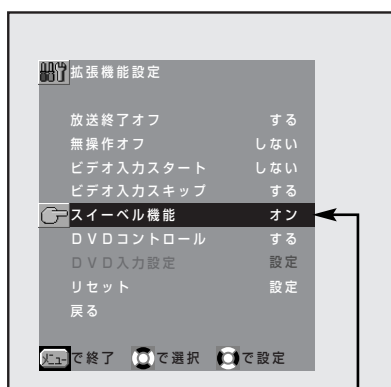 拡張機能設定
放送終了オフ する
無操作オフ しない
ビデオ入力スタート しない
ビデオ入力スキップ する
スイーベル機能 オン
DVDコントロール する
DVD入力設定 設定
リセット 設定
戻る
メニューで終了 で選択 で設定